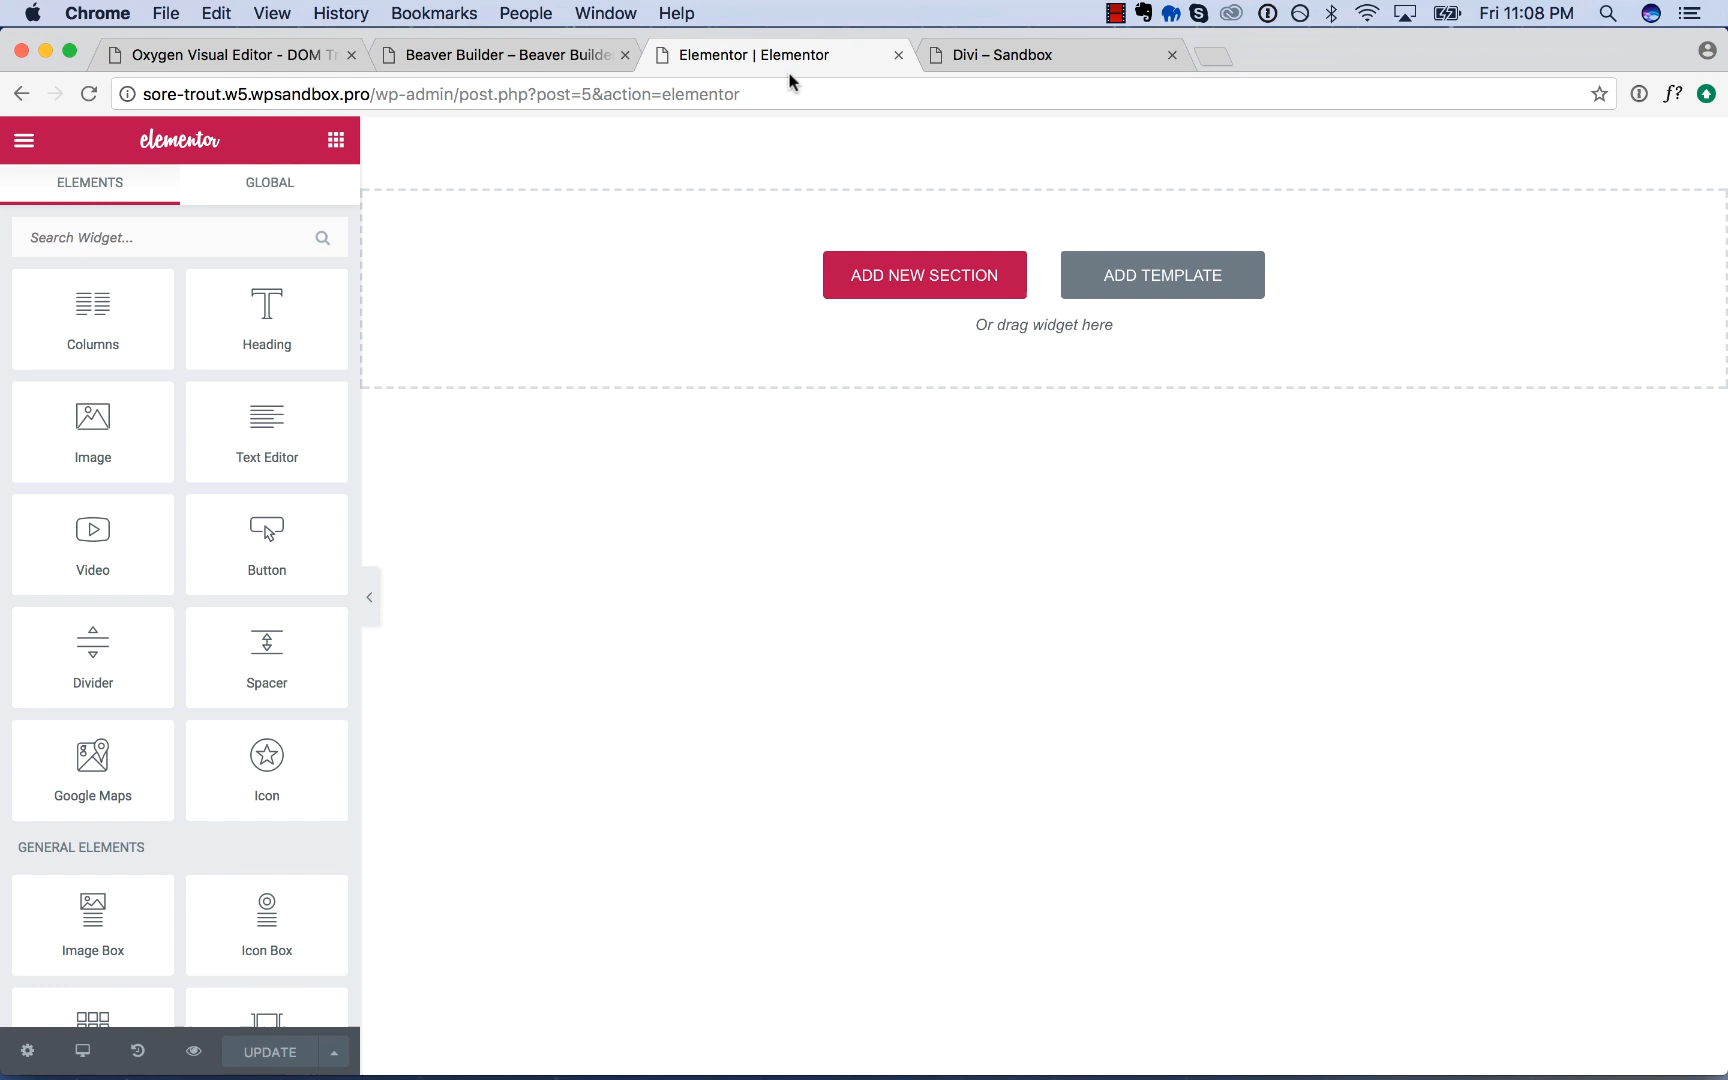 Chrome File Edit View History Bookmarks People Window Help Fri 11:08 PM
Oxygen Visual Editor - DOM Tr Beaver Builder – Beaver Builde Elementor | Elementor Divi – Sandbox
sore-trout.w5.wpsandbox.pro/wp-admin/post.php?post=5&action=elementor f?
elementor
ELEMENTS GLOBAL
Search Widget...
ADD NEW SECTION ADD TEMPLATE
Or drag widget here
Columns Heading
Image Text Editor
Video Button
Divider Spacer
Google Maps Icon
GENERAL ELEMENTS
Image Box Icon Box
UPDATE